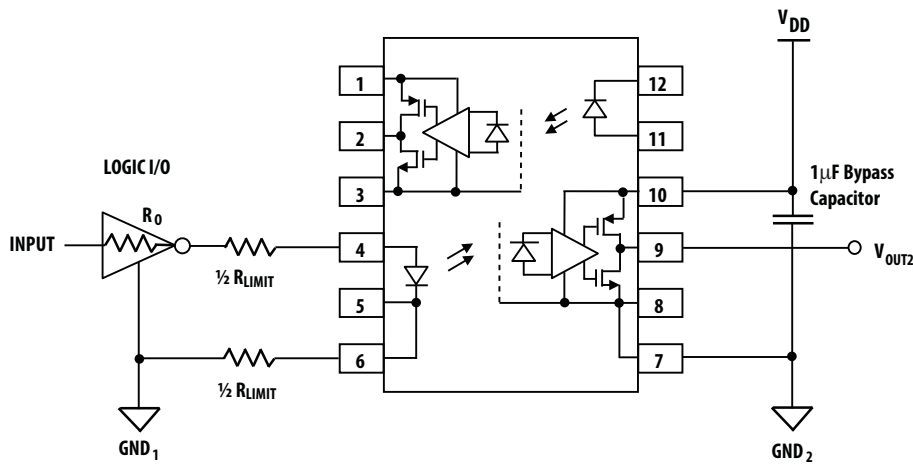 V_DD
1
12
2
11
LOGIC I/O
3
10
1µF Bypass
Capacitor
R_0
INPUT
4
9
V_OUT2
½ R_LIMIT
5
8
6
7
½ R_LIMIT
GND_1
GND_2